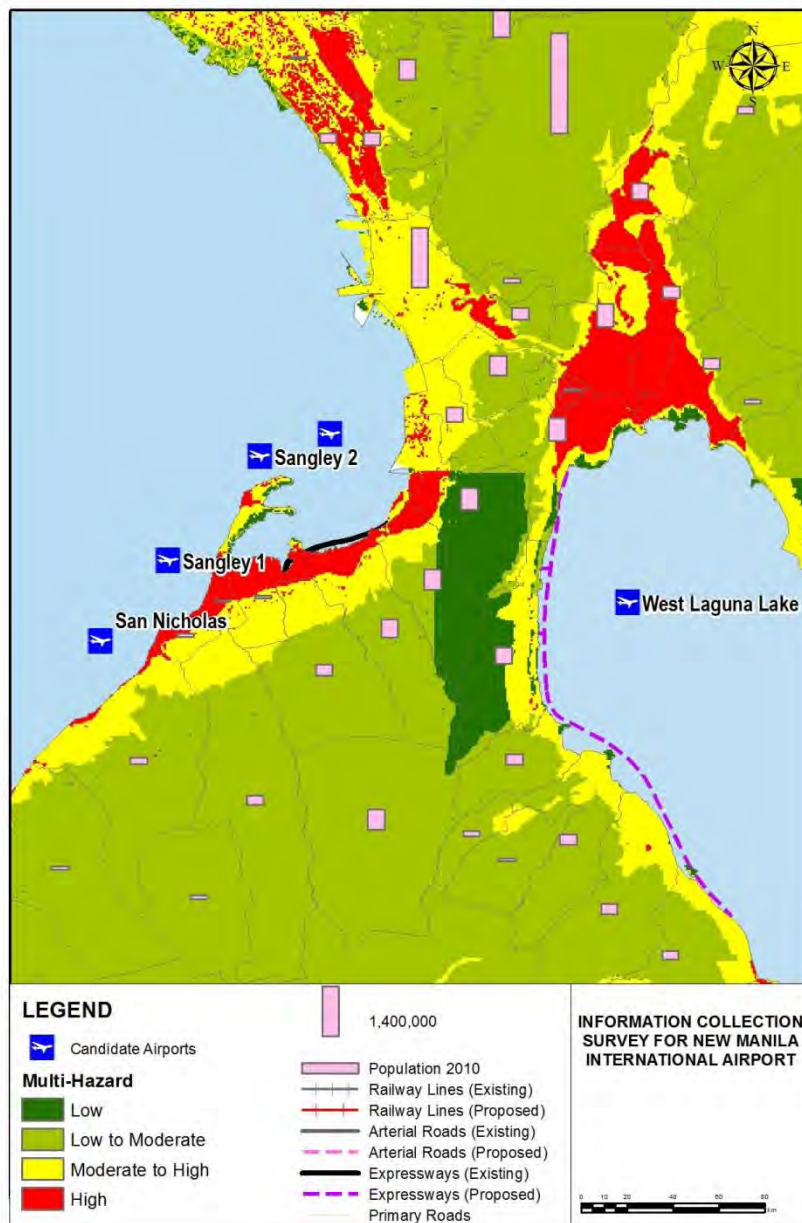 N
W E
S
Sangley 2
Sangley 1
San Nicholas
West Laguna Lake
LEGEND
Candidate Airports
Multi-Hazard
Low
Low to Moderate
Moderate to High
High
1,400,000
Population 2010
Railway Lines (Existing)
Railway Lines (Proposed)
Arterial Roads (Existing)
Arterial Roads (Proposed)
Expressways (Existing)
Expressways (Proposed)
Primary Roads
INFORMATION COLLECTION
SURVEY FOR NEW MANILA
INTERNATIONAL AIRPORT
0 10 20 40 60 80
km